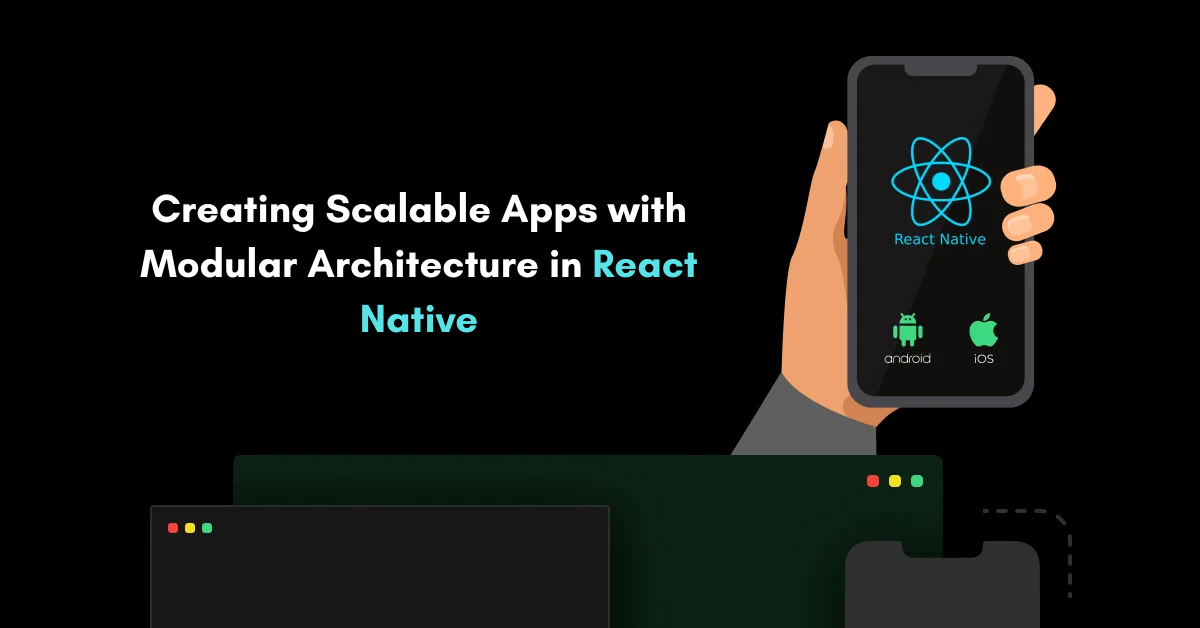 Creating Scalable Apps with
Modular Architecture in React
Native
React Native
android
iOS